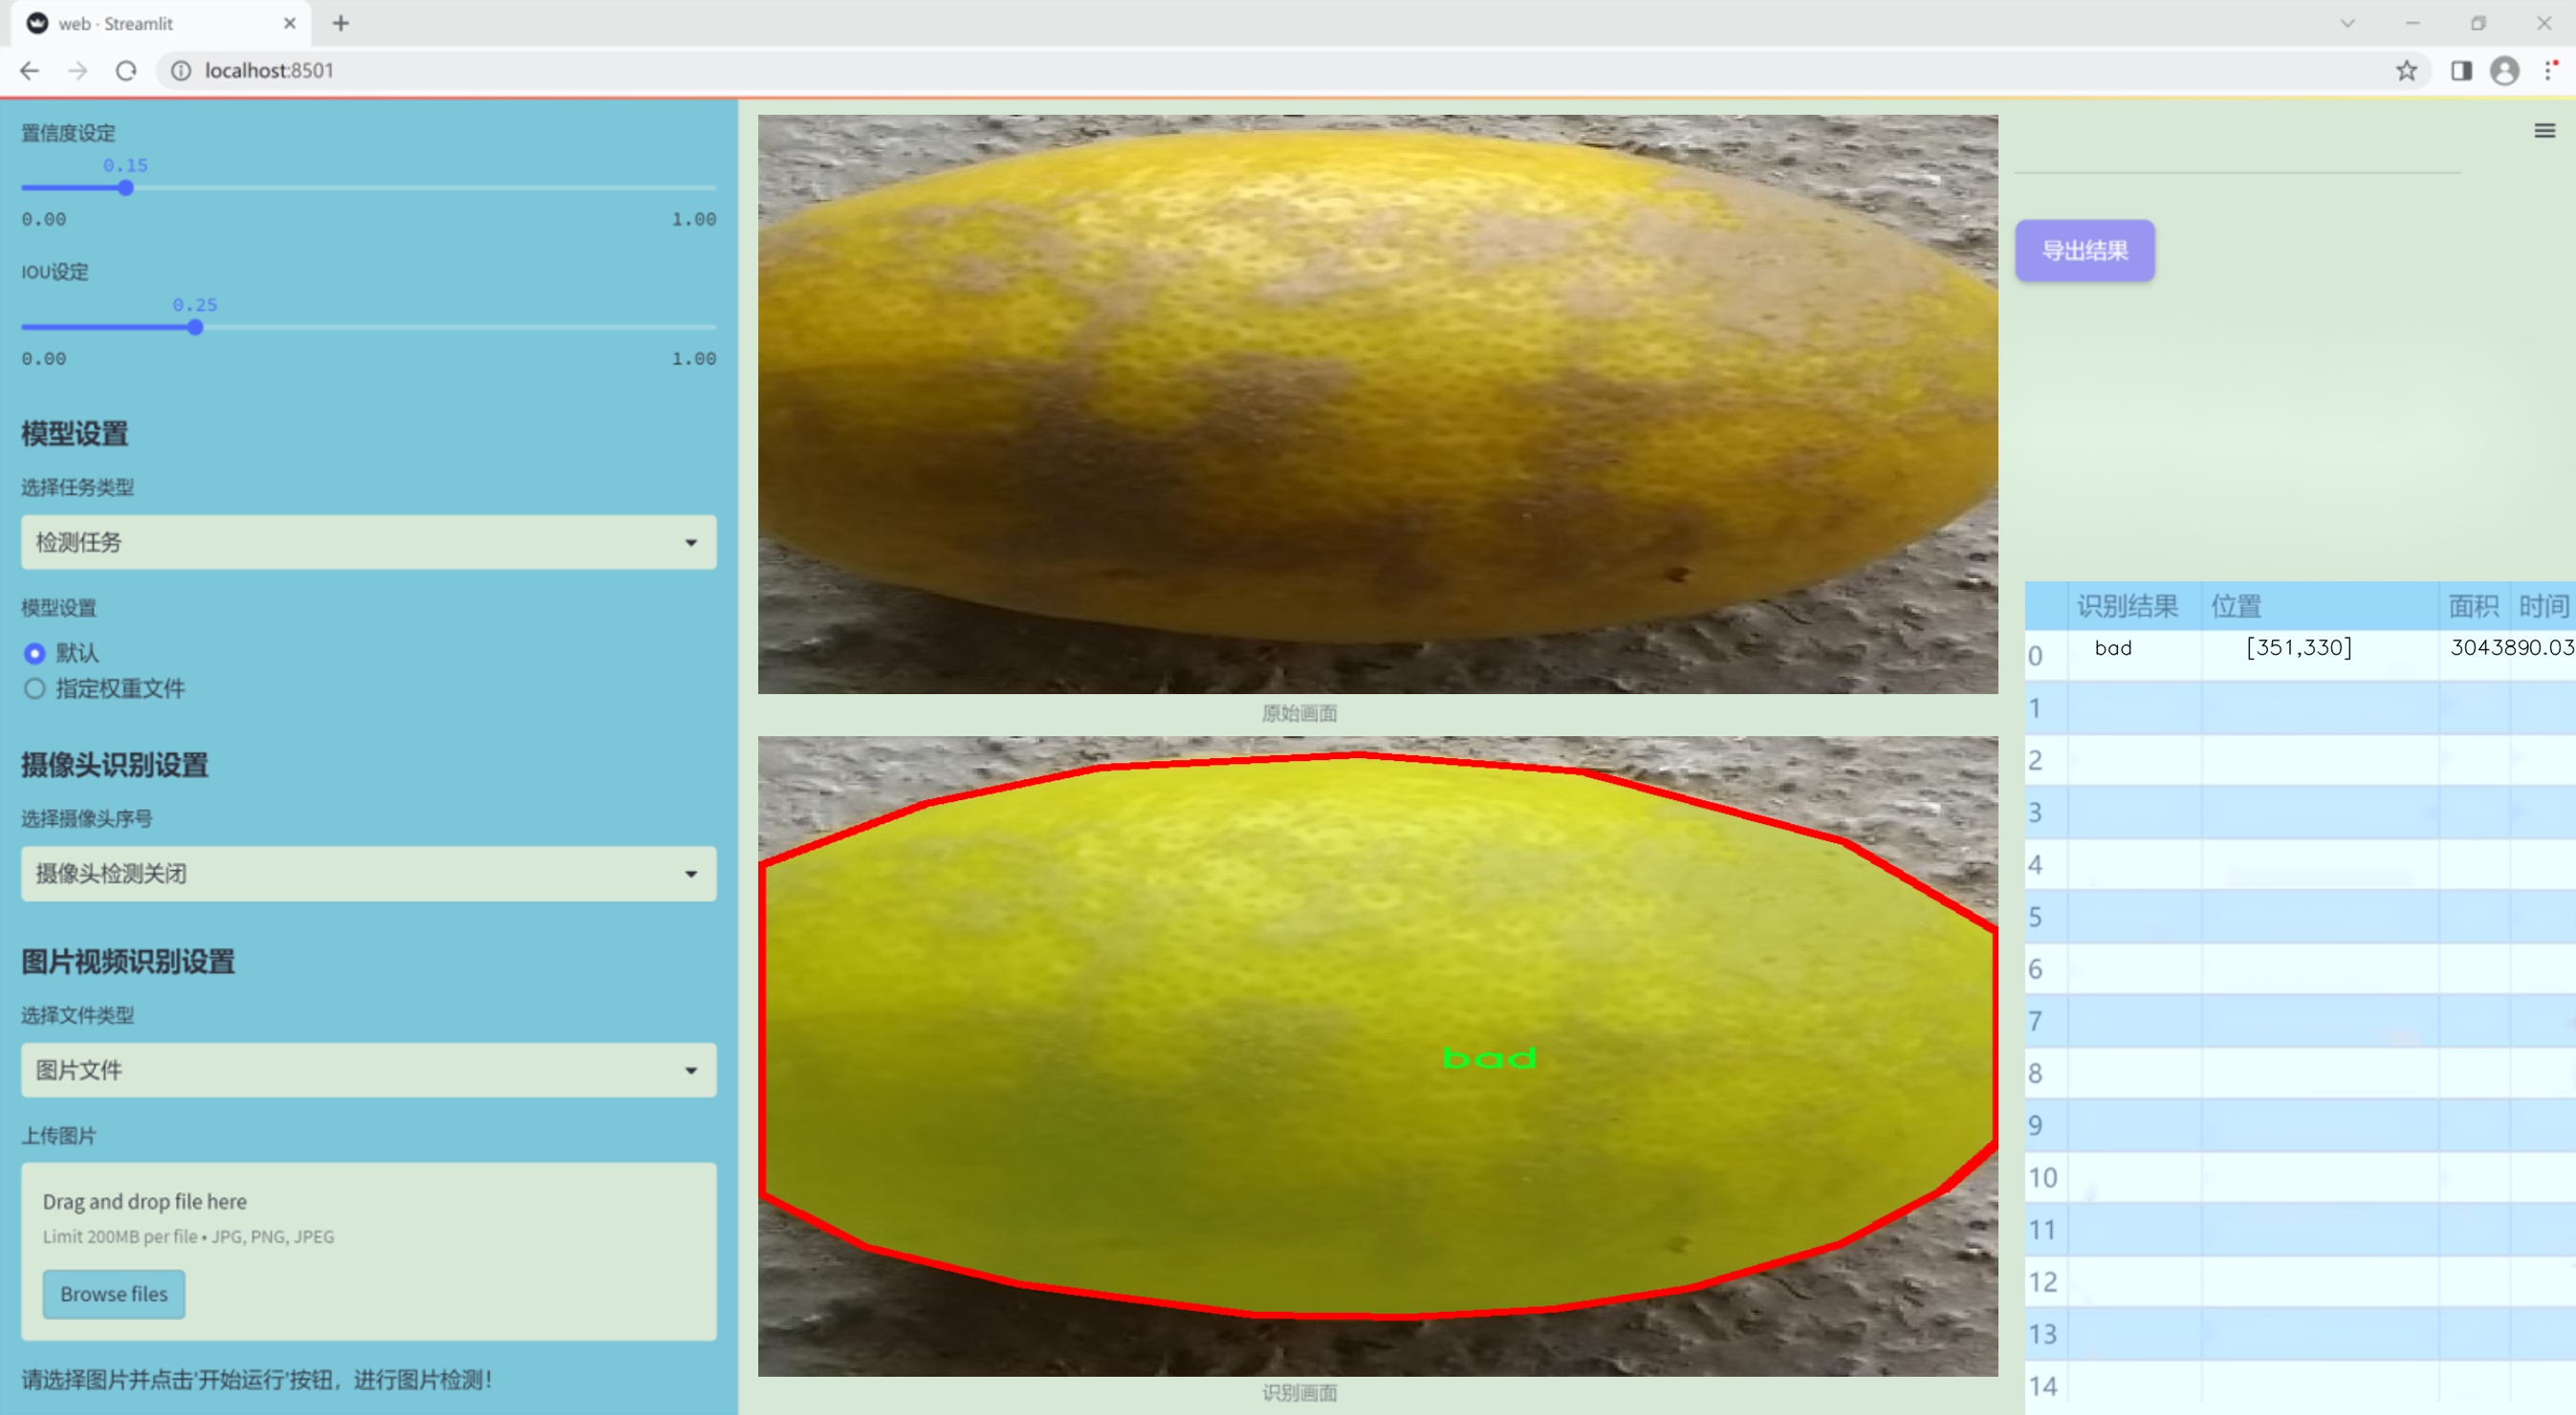 web · Streamlit
localhost:8501
置信度设定
0.15
0.00 1.00
IOU设定
0.25
0.00 1.00
模型设置
选择任务类型
检测任务
模型设置
默认
指定权重文件
摄像头识别设置
选择摄像头序号
摄像头检测关闭
图片视频识别设置
选择文件类型
图片文件
上传图片
Drag and drop file here
Limit 200MB per file • JPG, PNG, JPEG
Browse files
请选择图片并点击'开始运行'按钮，进行图片检测！
原始画面
bad
识别画面
导出结果
识别结果 位置 面积 时间
0 bad [351,330] 3043890.03
1
2
3
4
5
6
7
8
9
10
11
12
13
14